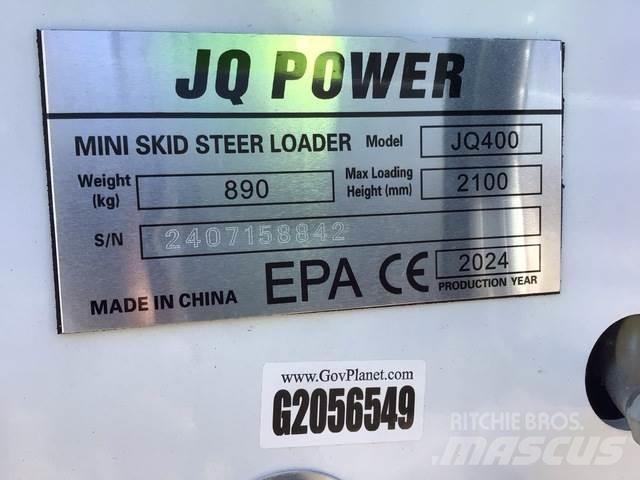 JQ POWER
MINI SKID STEER LOADER Model JQ400
Weight (kg) 890 Max Loading Height (mm) 2100
S/N 2407158842
MADE IN CHINA EPA CE 2024
PRODUCTION YEAR
www.GovPlanet.com
G2056549
RITCHIE BROS.
MASCUS